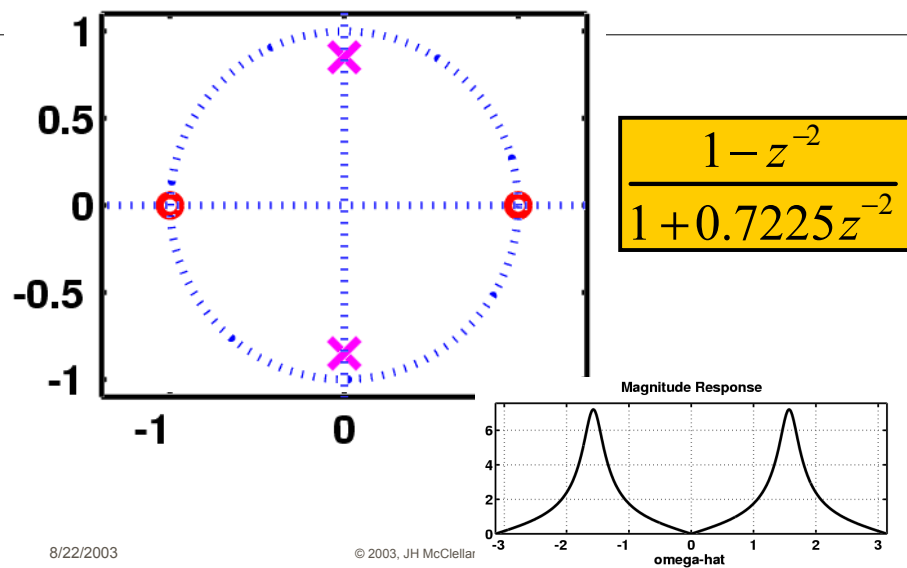 1
0.5
0
-0.5
-1
-1 0
1 − z⁻²
1 + 0.7225z⁻²
Magnitude Response
6
4
2
0
-3 -2 -1 0 1 2 3
omega-hat
8/22/2003
© 2003, JH